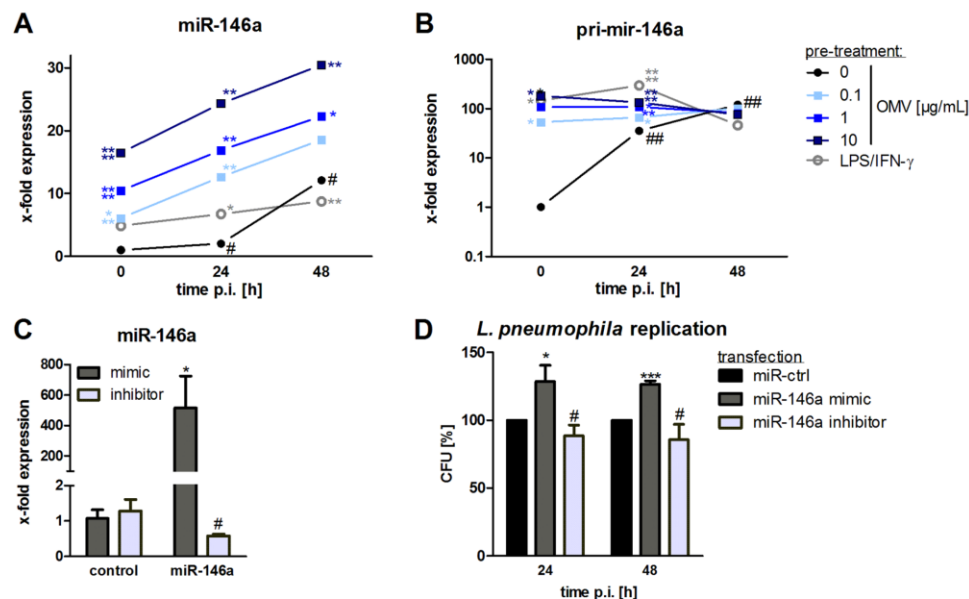 A
miR-146a
x-fold expression
30
20
10
0
**
**
**
**
**
*
**
*
**
**
*
**
#
#
0
24
48
time p.i. [h]
B
pri-mir-146a
x-fold expression
1000
100
10
1
0.1
*
*
*
**
**
**
**
*
**
*
##
##
0
24
48
time p.i. [h]
pre-treatment:
0
0.1
1
10
OMV [µg/mL]
LPS/IFN-γ
C
miR-146a
mimic
inhibitor
x-fold expression
800
600
400
200
2
1
0
*
#
control
miR-146a
D
L. pneumophila replication
CFU [%]
150
100
50
0
*
#
***
#
24
48
time p.i. [h]
transfection
miR-ctrl
miR-146a mimic
miR-146a inhibitor